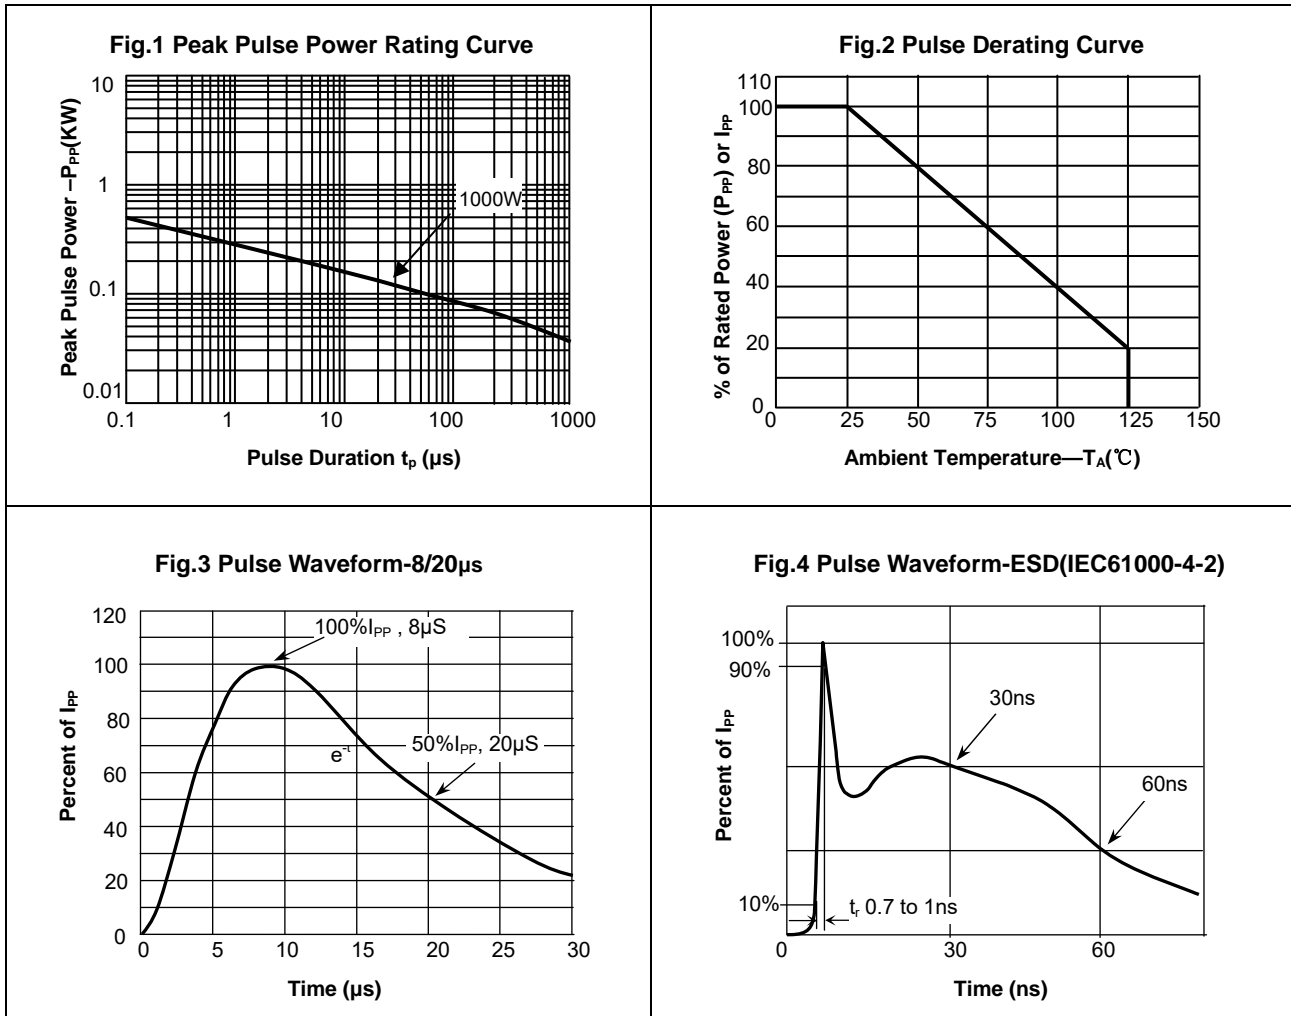 Fig.1 Peak Pulse Power Rating Curve
Peak Pulse Power –PPP(KW)
10
1
0.1
0.01
1000W
0.1 1 10 100 1000
Pulse Duration tp (µs)
Fig.2 Pulse Derating Curve
% of Rated Power (PPP) or IPP
110
100
80
60
40
20
0
0 25 50 75 100 125 150
Ambient Temperature—TA(℃)
Fig.3 Pulse Waveform-8/20µs
Percent of IPP
120
100
80
60
40
20
0
100%IPP , 8µS
50%IPP, 20µS
e-t
0 5 10 15 20 25 30
Time (µs)
Fig.4 Pulse Waveform-ESD(IEC61000-4-2)
Percent of IPP
100%
90%
10%
30ns
60ns
tr 0.7 to 1ns
0 30 60
Time (ns)